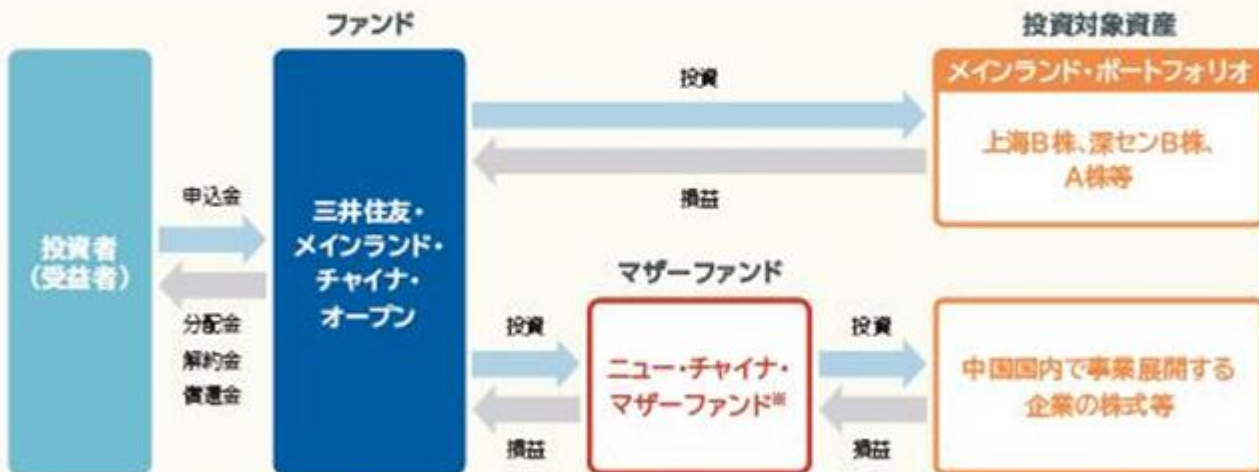 ファンド
投資対象資産
投資者
（受益者）
申込金
分配金
解約金
償還金
三井住友・
メインランド・
チャイナ・
オープン
投資
損益
メインランド・ポートフォリオ
上海B株、深センB株、
A株等
マザーファンド
投資
損益
ニュー・チャイナ・
マザーファンド※
投資
損益
中国国内で事業展開する
企業の株式等